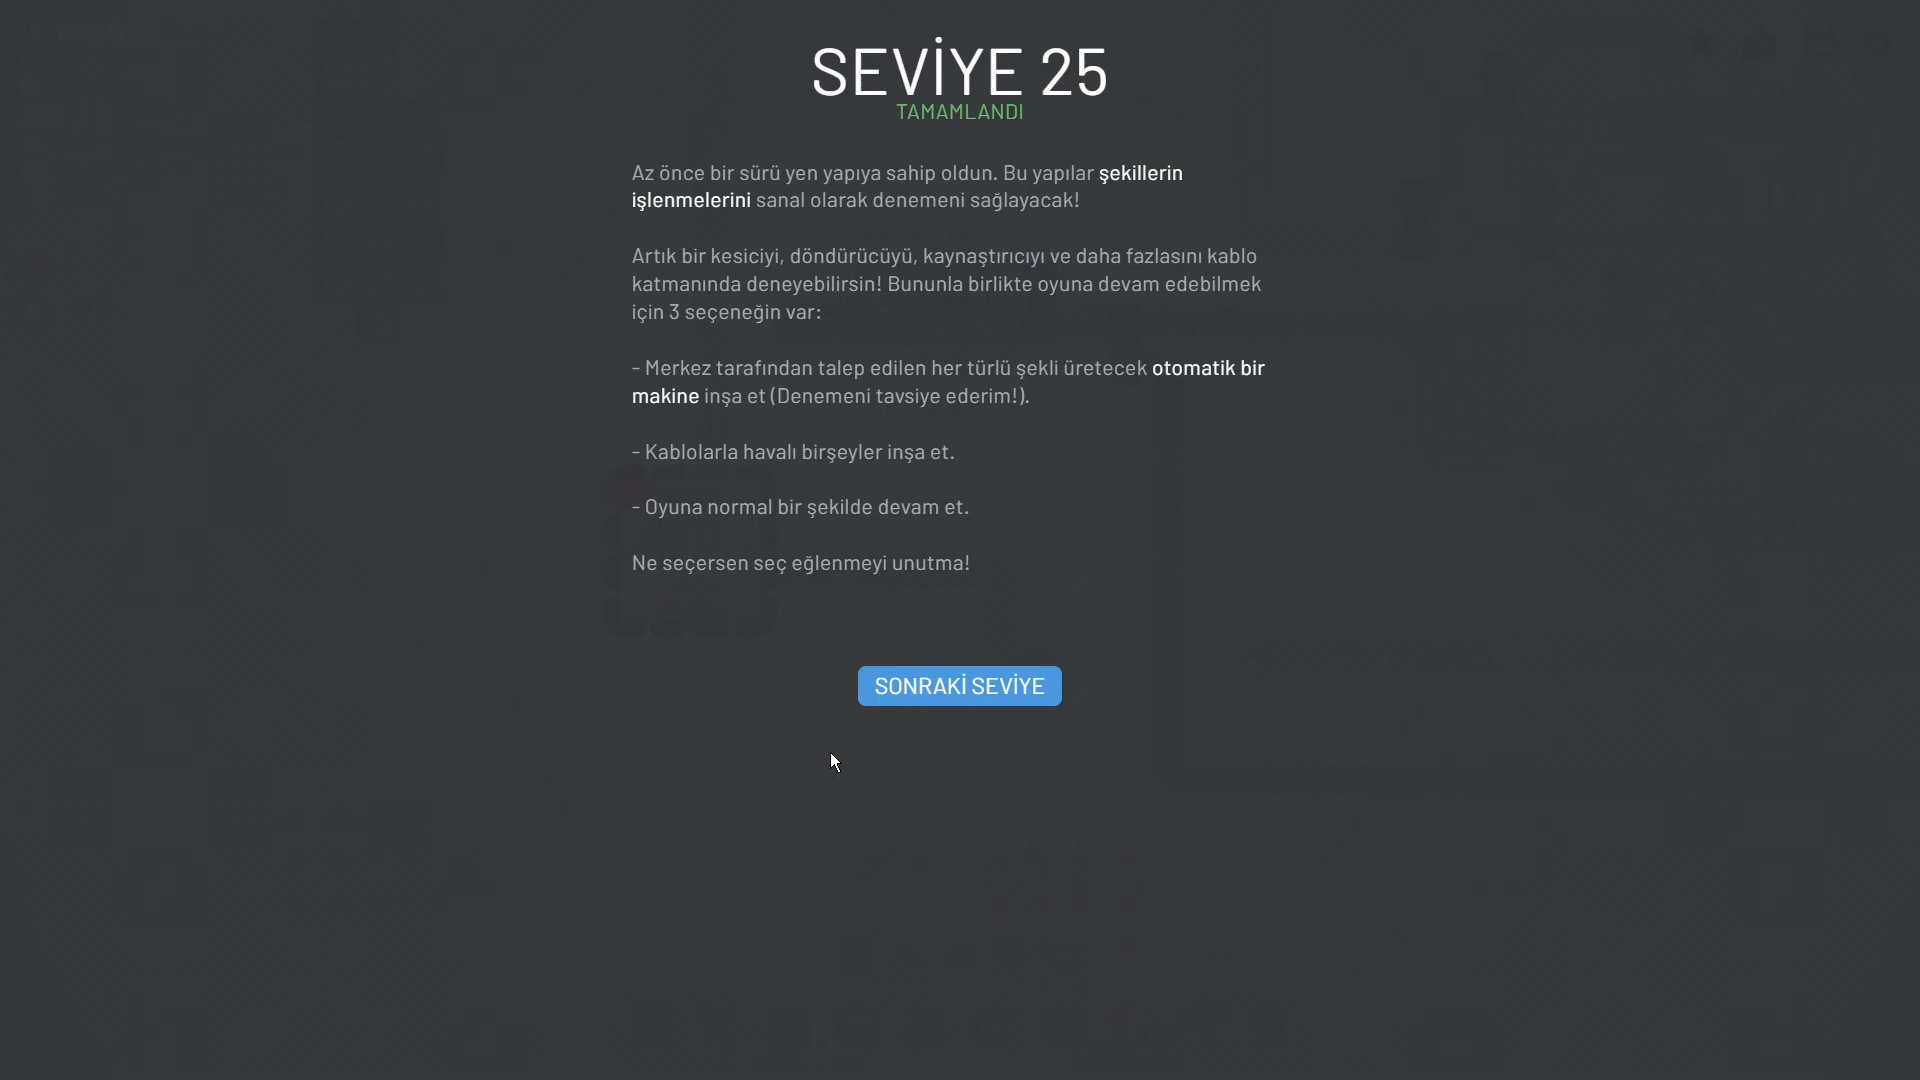 SEVİYE 25
TAMAMLANDI
Az önce bir sürü yen yapıya sahip oldun. Bu yapılar şekillerin
işlenmelerini sanal olarak denemeni sağlayacak!
Artık bir kesiciyi, döndürücüyü, kaynaştırıcıyı ve daha fazlasını kablo
katmanında deneyebilirsin! Bununla birlikte oyuna devam edebilmek
için 3 seçeneğin var:
- Merkez tarafından talep edilen her türlü şekli üretecek otomatik bir
makine inşa et (Denemeni tavsiye ederim!).
- Kablolarla havalı birşeyler inşa et.
- Oyuna normal bir şekilde devam et.
Ne seçersen seç eğlenmeyi unutma!
SONRAKİ SEVİYE